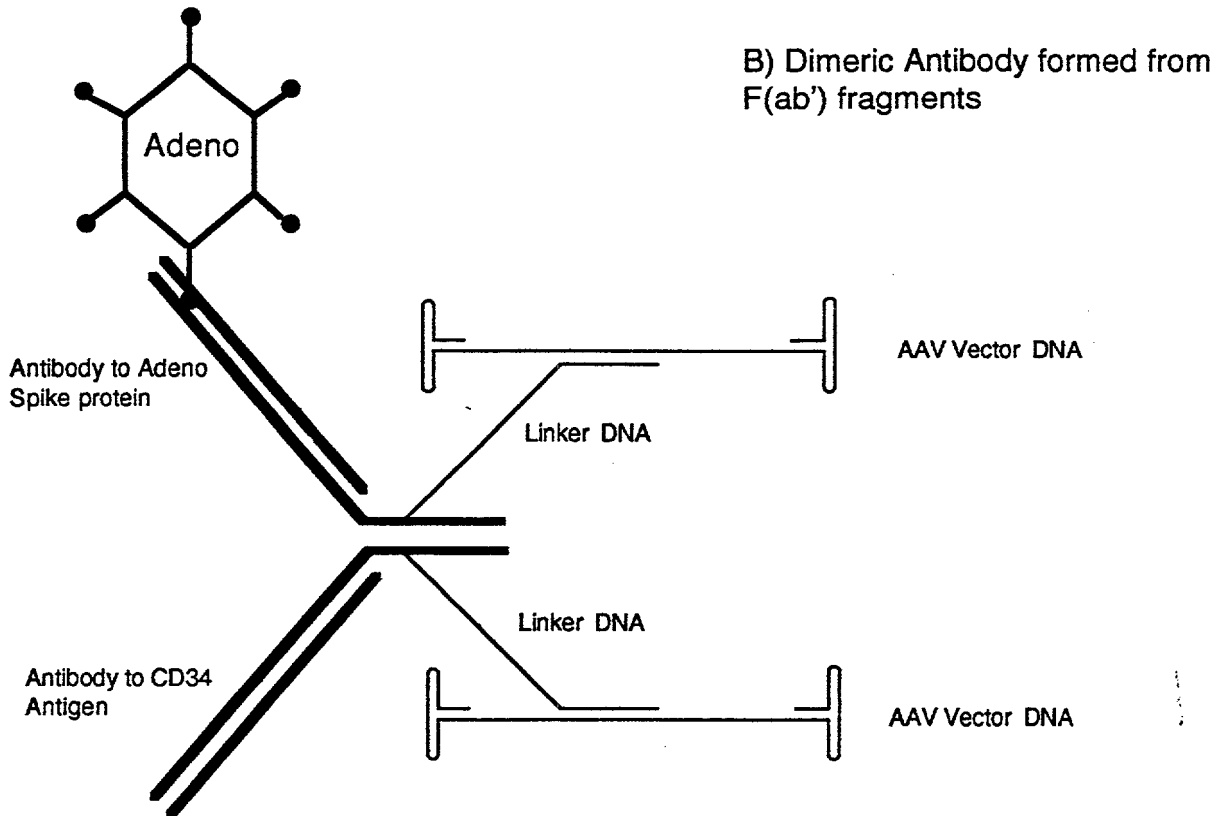 B) Dimeric Antibody formed from
F(ab') fragments
Adeno
Antibody to Adeno
Spike protein
AAV Vector DNA
Linker DNA
Linker DNA
Antibody to CD34
Antigen
AAV Vector DNA